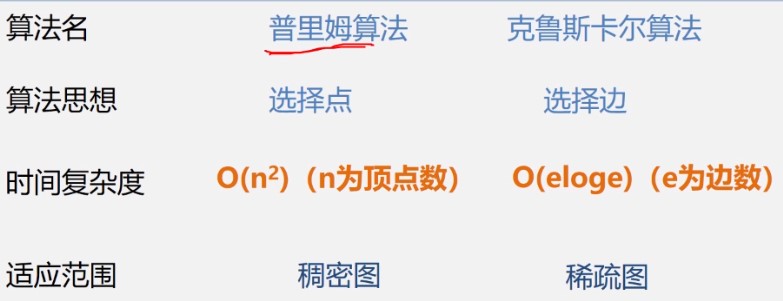 算法名 普里姆算法 克鲁斯卡尔算法
算法思想 选择点 选择边
时间复杂度 O(n²)（n为顶点数） O(eloge)（e为边数）
适应范围 稠密图 稀疏图